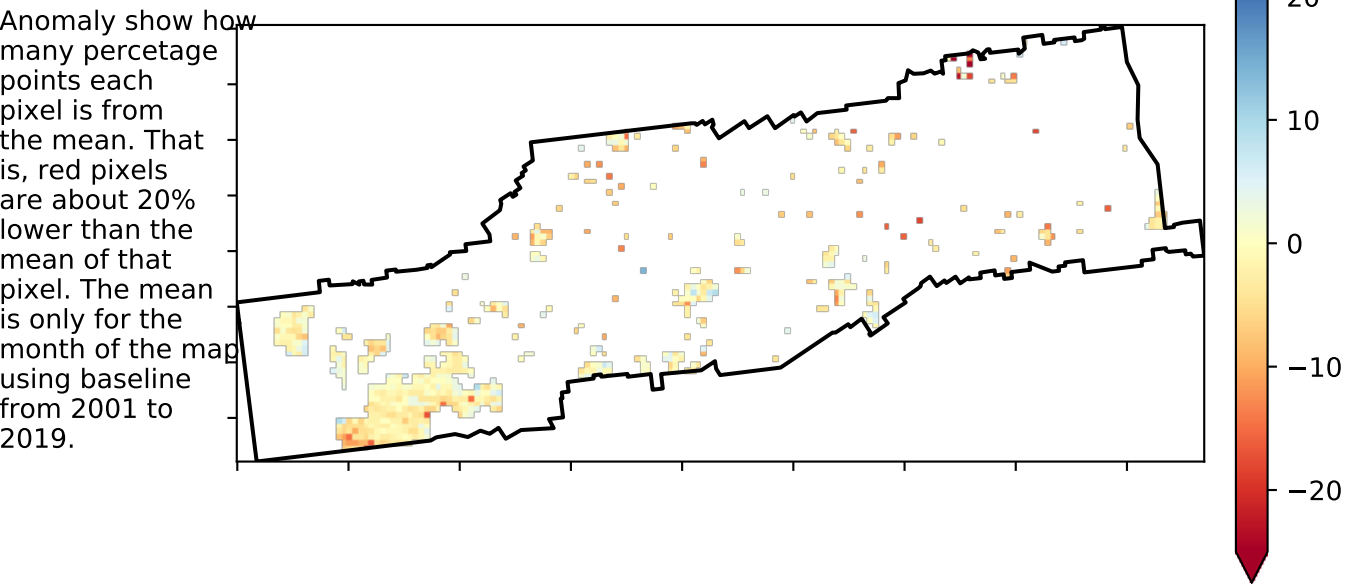 Anomaly show how
many percetage
points each
pixel is from
the mean. That
is, red pixels
are about 20%
lower than the
mean of that
pixel. The mean
is only for the
month of the map
using baseline
from 2001 to
2019.
20
10
0
−10
−20